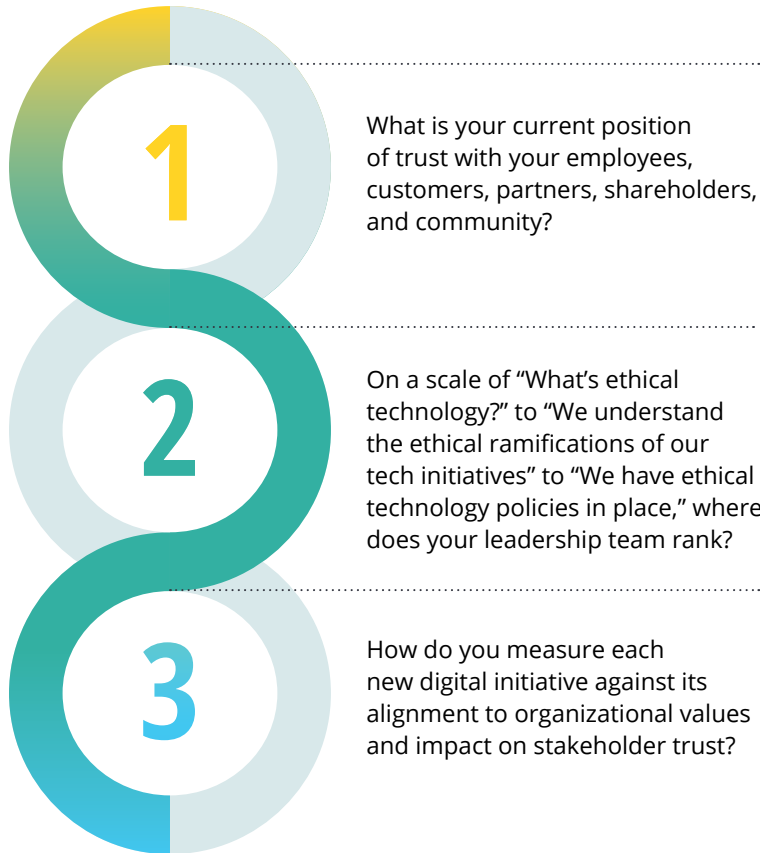 1
What is your current position
of trust with your employees,
customers, partners, shareholders,
and community?
2
On a scale of “What’s ethical
technology?” to “We understand
the ethical ramifications of our
tech initiatives” to “We have ethical
technology policies in place,” where
does your leadership team rank?
3
How do you measure each
new digital initiative against its
alignment to organizational values
and impact on stakeholder trust?